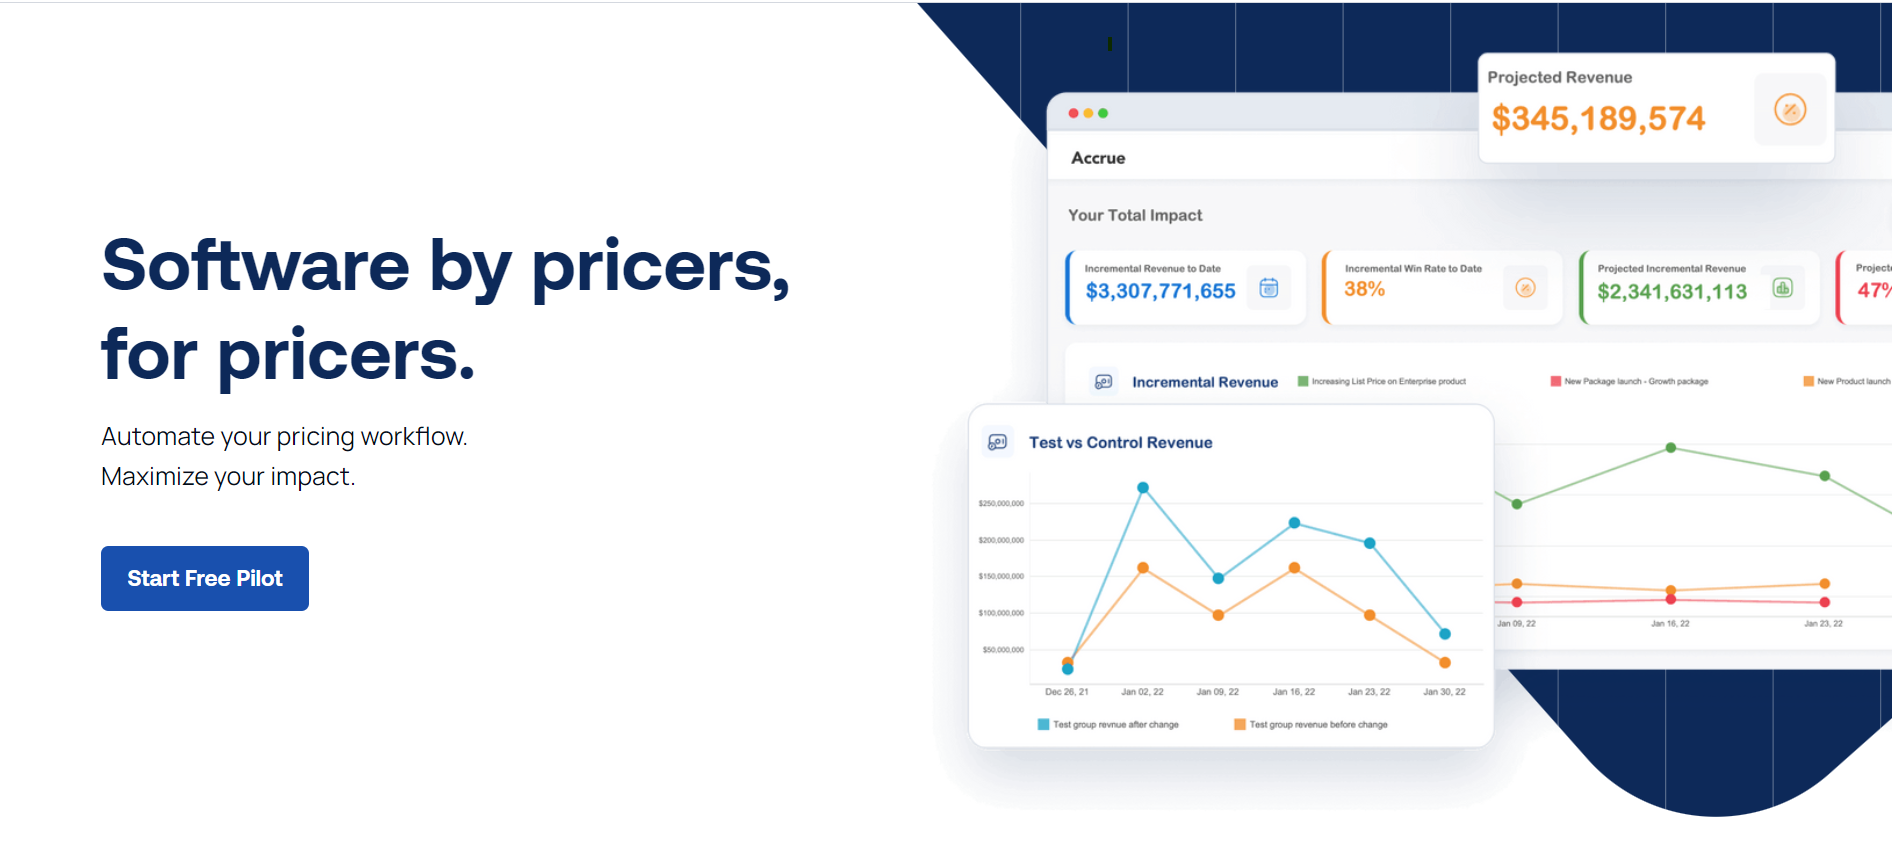 Software by pricers,
for pricers.
Automate your pricing workflow.
Maximize your impact.
Start Free Pilot
Projected Revenue
$345,189,574
Accrue
Your Total Impact
Incremental Revenue to Date
$3,307,771,655
Incremental Win Rate to Date
38%
Projected Incremental Revenue
$2,341,631,113
47%
Incremental Revenue
Increasing List Price on Enterprise product
New Package launch - Growth package
New Product launch
Jan 09, 22
Jan 16, 22
Jan 23, 22
Test vs Control Revenue
$250,000,000
$200,000,000
$150,000,000
$100,000,000
$50,000,000
Dec 26, 21
Jan 02, 22
Jan 09, 22
Jan 16, 22
Jan 23, 22
Jan 30, 22
Test group revnue after change
Test group revenue before change